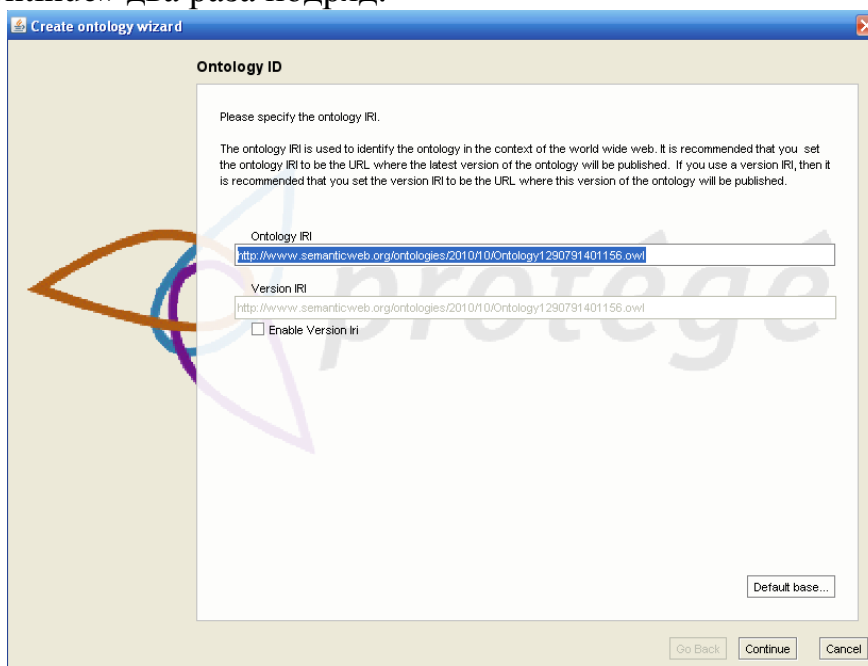 два раза подряд.
Create ontology wizard
Ontology ID
Please specify the ontology IRI.
The ontology IRI is used to identify the ontology in the context of the world wide web. It is recommended that you set
the ontology IRI to be the URL where the latest version of the ontology will be published. If you use a version IRI, then it
is recommended that you set the version IRI to be the URL where this version of the ontology will be published.
Ontology IRI
http://www.semanticweb.org/ontologies/2010/10/Ontology1290791401156.owl
Version IRI
http://www.semanticweb.org/ontologies/2010/10/Ontology1290791401156.owl
Enable Version Iri
protégé
Default base...
Go Back Continue Cancel